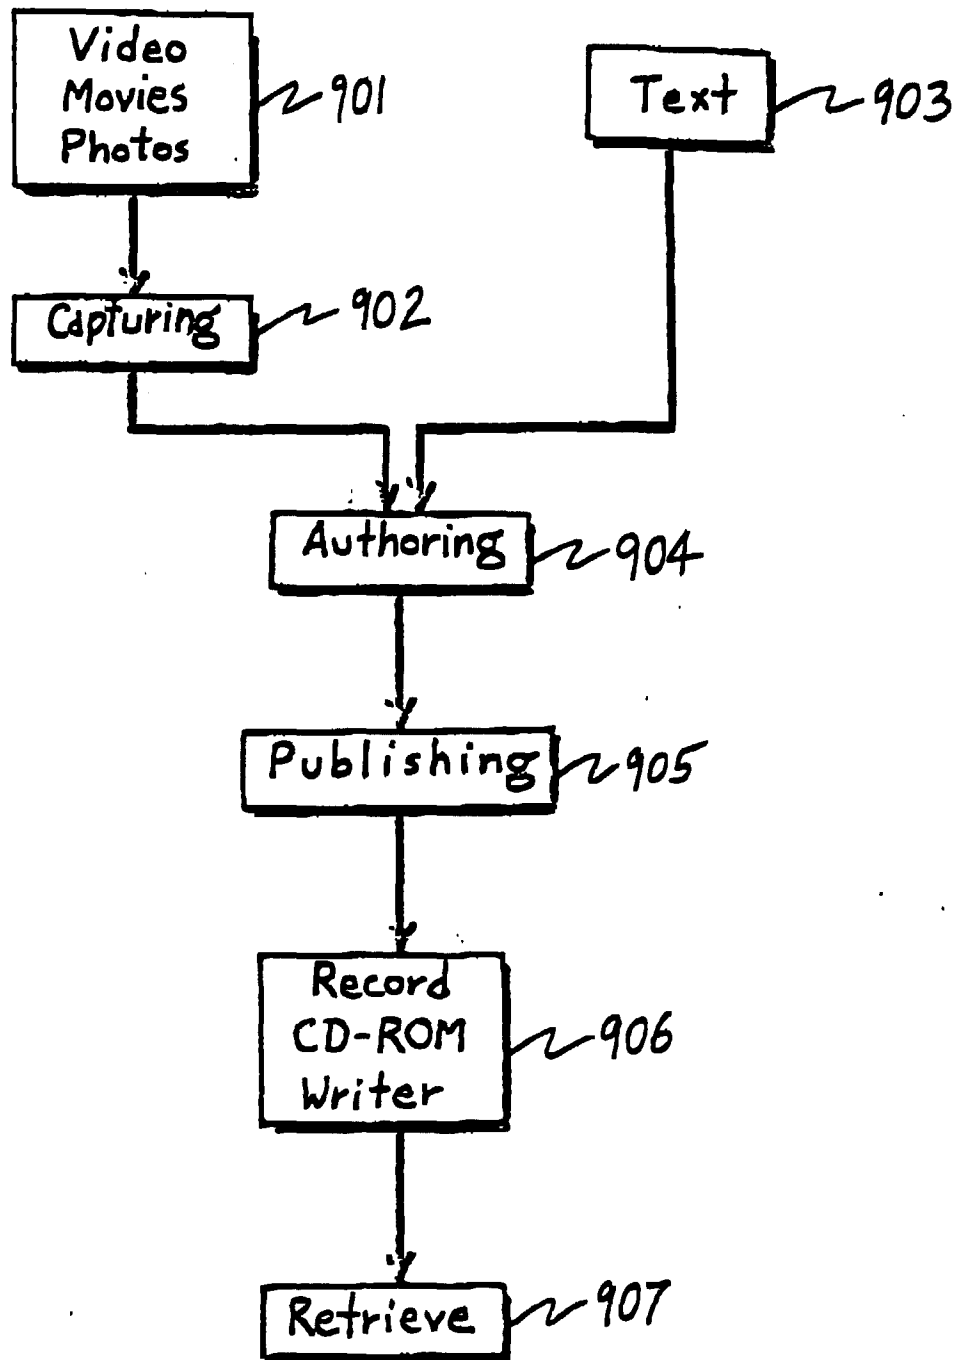 Video
Movies
Photos
901
Text
903
Capturing
902
Authoring
904
Publishing
905
Record
CD-ROM
Writer
906
Retrieve
907